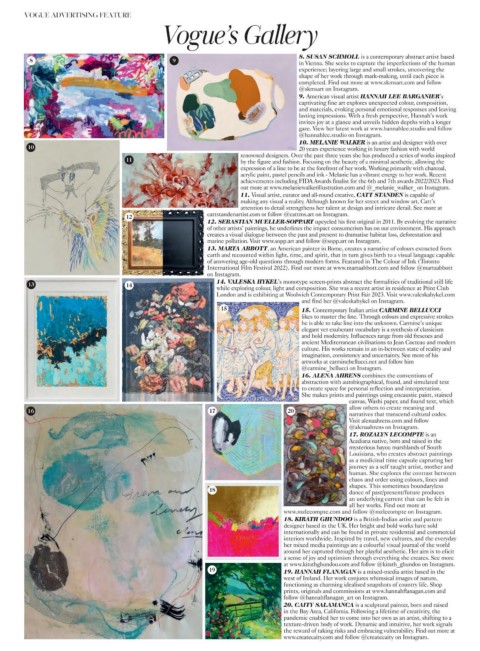 VOGUE ADVERTISING FEATURE
Vogue's Gallery
8
9
8. SUSAN SCHMOLL is a contemporary abstract artist based
in Vienna. She seeks to capture the imperfections of the human
experience; layering large and small strokes, uncovering the
shape of her work through mark-making, until each piece is
completed. Find out more at www.skensart.com and follow
@skensart on Instagram.
9. American visual artist HANNAH LEE BARGANIER's
captivating fine art explores unexpected colour, composition,
and materials, evoking personal emotional responses and leaving
lasting impressions. With a fresh perspective, Hannah's work
invites joy at a glance and unveils hidden depths with a longer
gaze. View her latest work at www.hannahlee.studio and follow
@hannahlee.studio on Instagram.
10. MELANIE WALKER is an artist and designer with over
20 years experience working in luxury fashion with world
renowned designers. Over the past three years she has produced a series of works inspired
by the figure and fashion. Focusing on the beauty of a minimal aesthetic, allowing the
expression of a line to be at the forefront of her work. Working primarily with charcoal,
acrylic paint, pastel pencils and ink - Melanie has a vibrant energy to her work. Recent
achievements including FIDA Awards finalist for the 6th and 7th awards 2022/2023. Find
out more at www.melaniewalkerillustration.com and @_melanie_walker_ on Instagram.
11. Visual artist, curator and all-round creative, CATT STANDEN is capable of
making any visual a reality. Although known for her street and window art, Catt's
attention to detail strengthens her talent at design and intricate detail. See more at
cattstandenartist.com or follow @cattrms.art on Instagram.
12. SEBASTIAN MUELLER-SOPPART upcycled his first original in 2011. By evolving the narrative
of other artists' paintings, he underlines the impact consumerism has on our environment. His approach
creates a visual dialogue between the past and present to dramatise habitat loss, deforestation and
marine pollution. Visit www.sopp.art and follow @sopp.art on Instagram.
13. MARTA ABBOTT, an American painter in Rome, creates a narrative of colours extracted from
earth and reconnected within light, time, and spirit, that in turn gives birth to a visual language capable
of answering age-old questions through modern forms. Featured in The Colour of Ink (Toronto
International Film Festival 2022). Find out more at www.martaabbott.com and follow @martaabbott
on Instagram.
10
11
12
13
14
14. VALESKA HYKEL's monotype screen-prints abstract the formalities of traditional still life
while exploring colour, light and composition. She was a recent artist in residence at Print Club
London and is exhibiting at Woolwich Contemporary Print Fair 2023. Visit www.valeskahykel.com
and find her @valeskahykel on Instagram.
15
15. Contemporary Italian artist CARMINE BELLUCCI
likes to master the line. Through colours and expressive strokes
he is able to take line into the unknown. Carmine's unique
elegant yet exuberant vocabulary is a synthesis of classicism
and bold modernity. Influences range from old frescoes and
ancient Mediterranean civilisations to Jean Cocteau and modern
culture. His works remain in an in-between state of reality and
imagination, consistency and uncertainty. See more of his
artworks at carminebellucci.net and follow him
@carmine_bellucci on Instagram.
16. ALENA AHRENS combines the conventions of
abstraction with autobiographical, found, and simulated text
to create space for personal reflection and interpretation.
She makes prints and paintings using encaustic paint, stained
canvas, Washi paper, and found text, which
allow others to create meaning and
narratives that transcend cultural codes.
Visit alenaahrens.com and follow
@alenaahrens on Instagram.
16
17
20
17. ROZALYN LECOMPTE is an
Acadiana native, born and raised in the
mysterious bayou marshlands of South
Louisiana, who creates abstract paintings
as a medicinal time capsule capturing her
journey as a self taught artist, mother and
human. She explores the contrast between
chaos and order using colours, lines and
shapes. This sometimes boundaryless
dance of past/present/future produces
an underlying current that can be felt in
all her works. Find out more at
www.rozlecompte.com and follow @rozlecompte on Instagram.
18
18. KIRATH GHUNDOO is a British-Indian artist and pattern
designer based in the UK. Her bright and bold works have sold
internationally and can be found in private residential and commercial
interiors worldwide. Inspired by travel, new cultures, and the everyday
her mixed media paintings are a colourful visual journal of the world
around her captured through her playful aesthetic. Her aim is to elicit
a sense of joy and optimism through everything she creates. See more
at www.kirathghundoo.com and follow @kirath_ghundoo on Instagram.
19
19. HANNAH FLANAGAN is a mixed-media artist based in the
west of Ireland. Her work conjures whimsical images of nature,
functioning as charming idealised snapshots of country life. Shop
prints, originals and commissions at www.hannahflanagan.com and
follow @hannahflanagan_art on Instagram.
20. CAITY SALAMANCA is a sculptural painter, born and raised
in the Bay Area, California. Following a lifetime of creativity, the
pandemic enabled her to come into her own as an artist, shifting to a
texture-driven body of work. Dynamic and intuitive, her work signals
the reward of taking risks and embracing vulnerability. Find out more at
www.createcaity.com and follow @createcaity on Instagram.